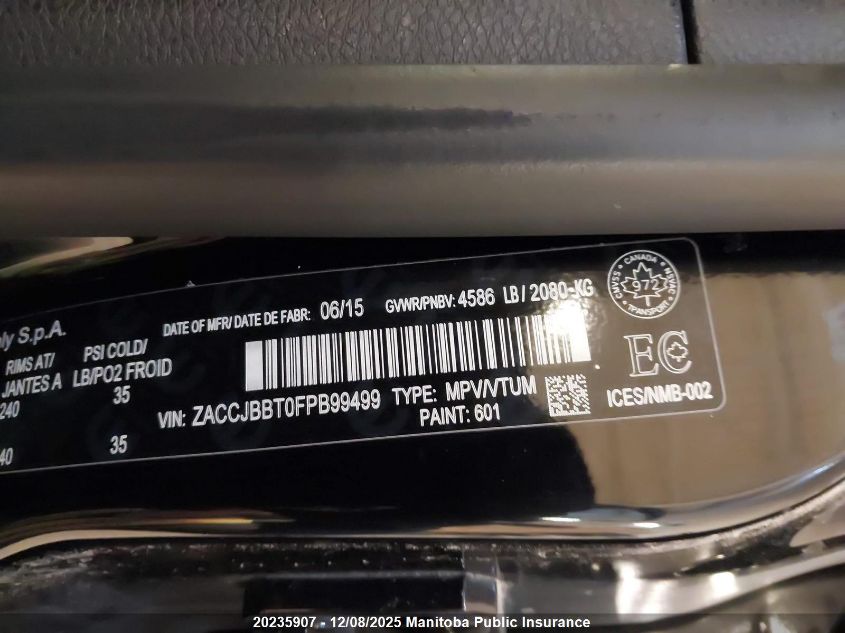 ly S.p.A.
DATE OF MFR/DATE DE FABR: 06/15 GVWR/PNBV: 4586 LB / 2080-KG
RIMS AT/ PSI COLD/
JANTES A LB/PO2 FROID
240 35
40 35
VIN: ZACCJBBT0FPB99499 TYPE: MPV/VTUM
PAINT: 601
CANADA
972
TRANSPORT
EC
ICES/NMB-002
20235907 - 12/08/2025 Manitoba Public Insurance